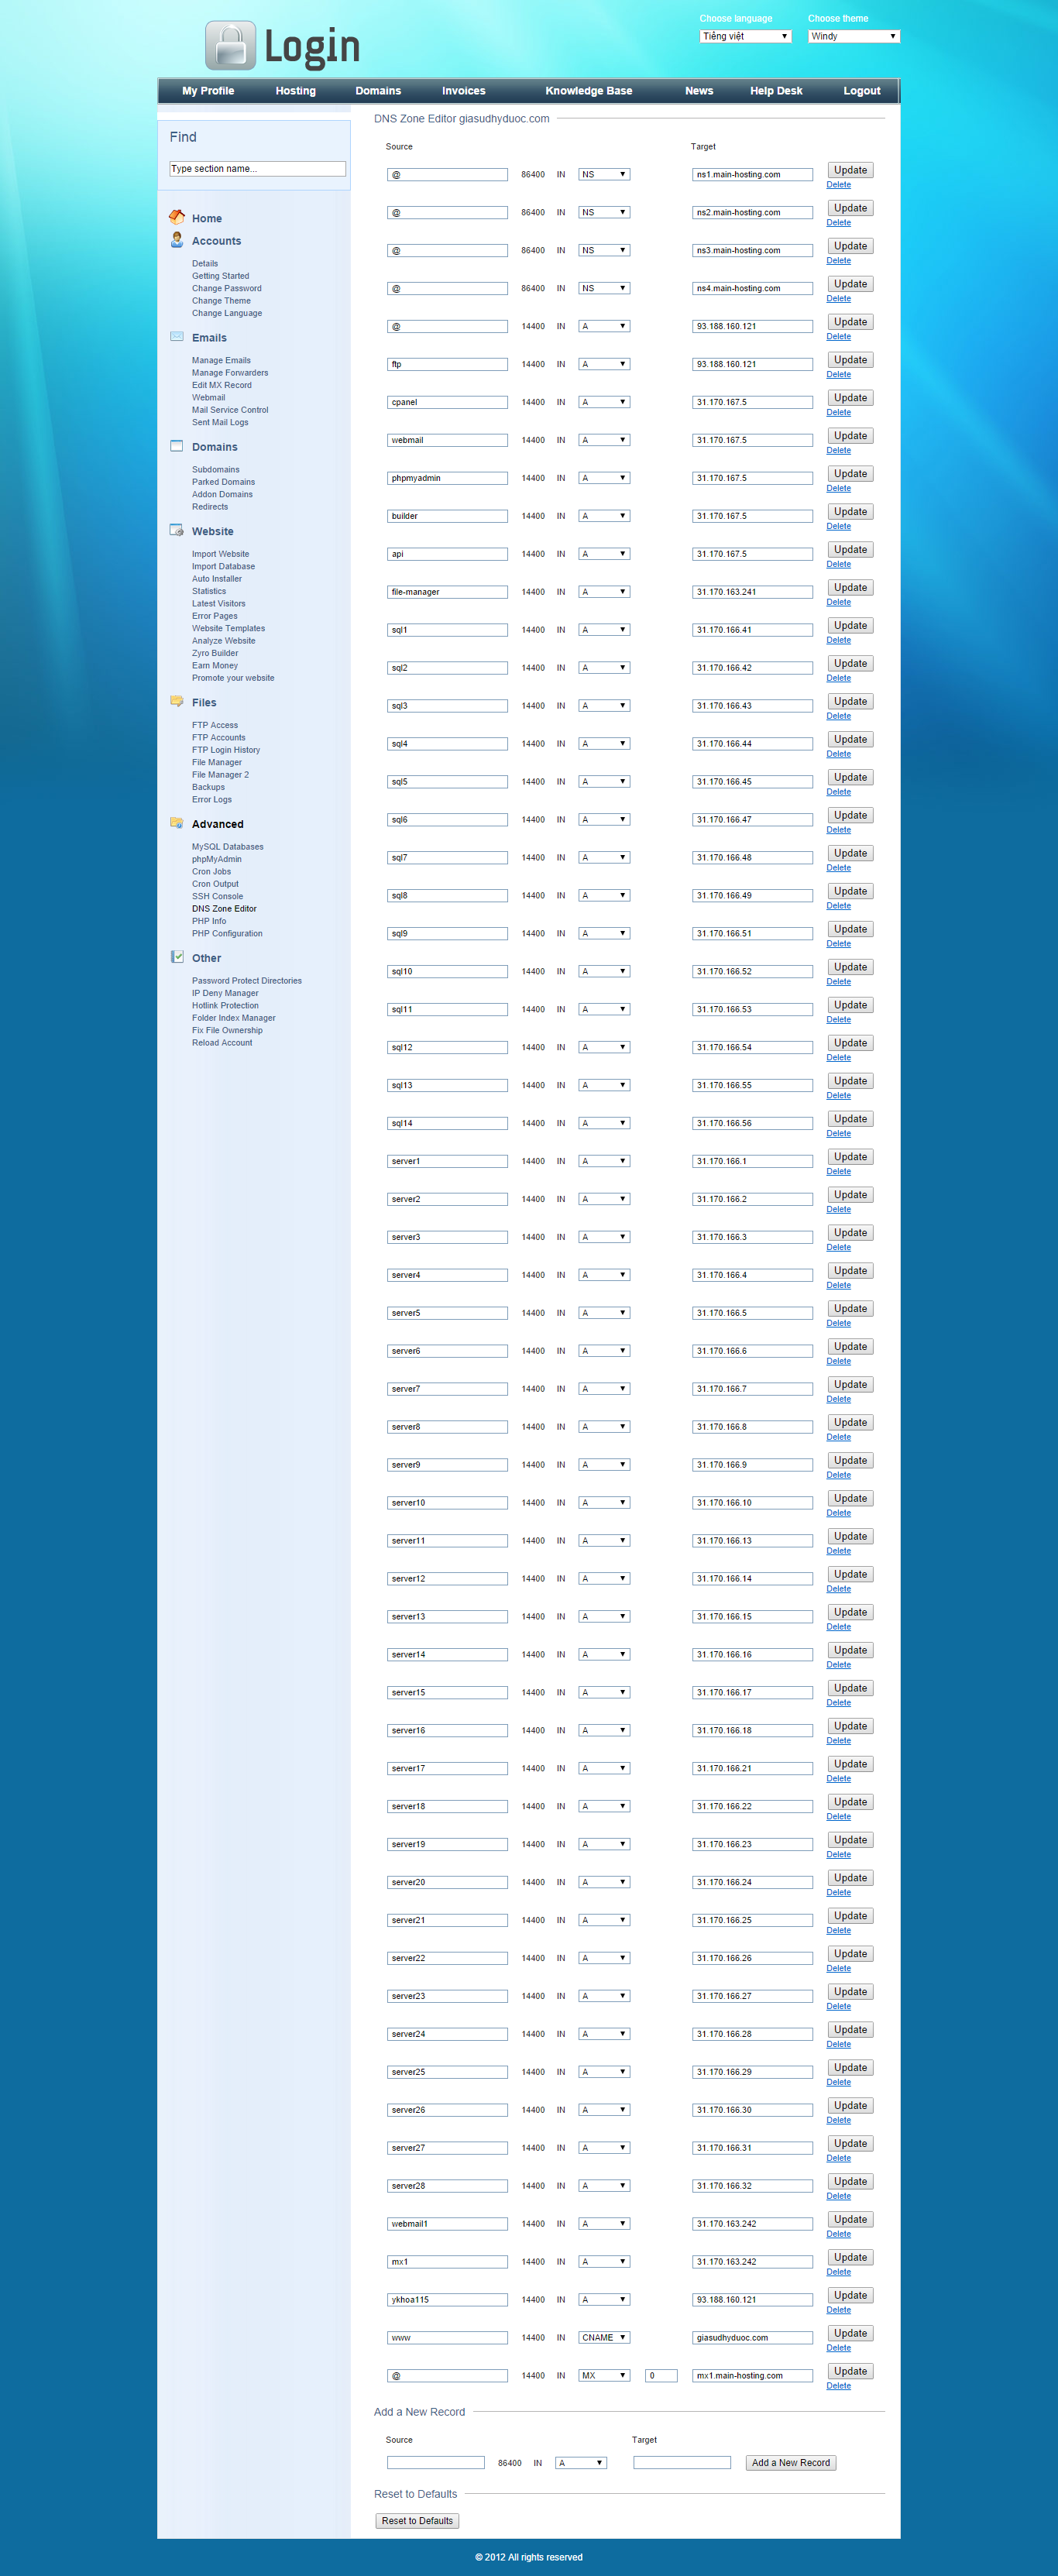 Login
Choose language
Choose theme
Tiếng việt
Windy
My Profile Hosting Domains Invoices Knowledge Base News Help Desk Logout
Find
Type section name...
Home
Accounts
Details
Getting Started
Change Password
Change Theme
Change Language
Emails
Manage Emails
Manage Forwarders
Edit MX Record
Webmail
Mail Service Control
Sent Mail Logs
Domains
Subdomains
Parked Domains
Addon Domains
Redirects
Website
Import Website
Import Database
Auto Installer
Statistics
Latest Visitors
Error Pages
Website Templates
Analyze Website
Zyro Builder
Earn Money
Promote your website
Files
FTP Access
FTP Accounts
FTP Login History
File Manager
File Manager 2
Backups
Error Logs
Advanced
MySQL Databases
phpMyAdmin
Cron Jobs
Cron Output
SSH Console
DNS Zone Editor
PHP Info
PHP Configuration
Other
Password Protect Directories
IP Deny Manager
Hotlink Protection
Folder Index Manager
Fix File Ownership
Reload Account
DNS Zone Editor giasudhyduoc.com
Source Target
@ 86400 IN NS ns1.main-hosting.com Update
Delete
@ 86400 IN NS ns2.main-hosting.com Update
Delete
@ 86400 IN NS ns3.main-hosting.com Update
Delete
@ 86400 IN NS ns4.main-hosting.com Update
Delete
@ 14400 IN A 93.188.160.121 Update
Delete
ftp 14400 IN A 93.188.160.121 Update
Delete
cpanel 14400 IN A 31.170.167.5 Update
Delete
webmail 14400 IN A 31.170.167.5 Update
Delete
phpmyadmin 14400 IN A 31.170.167.5 Update
Delete
builder 14400 IN A 31.170.167.5 Update
Delete
api 14400 IN A 31.170.167.5 Update
Delete
file-manager 14400 IN A 31.170.163.241 Update
Delete
sql1 14400 IN A 31.170.166.41 Update
Delete
sql2 14400 IN A 31.170.166.42 Update
Delete
sql3 14400 IN A 31.170.166.43 Update
Delete
sql4 14400 IN A 31.170.166.44 Update
Delete
sql5 14400 IN A 31.170.166.45 Update
Delete
sql6 14400 IN A 31.170.166.47 Update
Delete
sql7 14400 IN A 31.170.166.48 Update
Delete
sql8 14400 IN A 31.170.166.49 Update
Delete
sql9 14400 IN A 31.170.166.51 Update
Delete
sql10 14400 IN A 31.170.166.52 Update
Delete
sql11 14400 IN A 31.170.166.53 Update
Delete
sql12 14400 IN A 31.170.166.54 Update
Delete
sql13 14400 IN A 31.170.166.55 Update
Delete
sql14 14400 IN A 31.170.166.56 Update
Delete
server1 14400 IN A 31.170.166.1 Update
Delete
server2 14400 IN A 31.170.166.2 Update
Delete
server3 14400 IN A 31.170.166.3 Update
Delete
server4 14400 IN A 31.170.166.4 Update
Delete
server5 14400 IN A 31.170.166.5 Update
Delete
server6 14400 IN A 31.170.166.6 Update
Delete
server7 14400 IN A 31.170.166.7 Update
Delete
server8 14400 IN A 31.170.166.8 Update
Delete
server9 14400 IN A 31.170.166.9 Update
Delete
server10 14400 IN A 31.170.166.10 Update
Delete
server11 14400 IN A 31.170.166.13 Update
Delete
server12 14400 IN A 31.170.166.14 Update
Delete
server13 14400 IN A 31.170.166.15 Update
Delete
server14 14400 IN A 31.170.166.16 Update
Delete
server15 14400 IN A 31.170.166.17 Update
Delete
server16 14400 IN A 31.170.166.18 Update
Delete
server17 14400 IN A 31.170.166.21 Update
Delete
server18 14400 IN A 31.170.166.22 Update
Delete
server19 14400 IN A 31.170.166.23 Update
Delete
server20 14400 IN A 31.170.166.24 Update
Delete
server21 14400 IN A 31.170.166.25 Update
Delete
server22 14400 IN A 31.170.166.26 Update
Delete
server23 14400 IN A 31.170.166.27 Update
Delete
server24 14400 IN A 31.170.166.28 Update
Delete
server25 14400 IN A 31.170.166.29 Update
Delete
server26 14400 IN A 31.170.166.30 Update
Delete
server27 14400 IN A 31.170.166.31 Update
Delete
server28 14400 IN A 31.170.166.32 Update
Delete
webmail1 14400 IN A 31.170.163.242 Update
Delete
mx1 14400 IN A 31.170.163.242 Update
Delete
ykhoa115 14400 IN A 93.188.160.121 Update
Delete
www 14400 IN CNAME giasudhyduoc.com Update
Delete
@ 14400 IN MX 0 mx1.main-hosting.com Update
Delete
Add a New Record
Source Target
86400 IN A Add a New Record
Reset to Defaults
Reset to Defaults
© 2012 All rights reserved